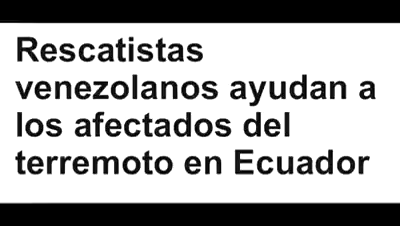 Rescatistas
venezolanos ayudan a
los afectados del
terremoto en Ecuador